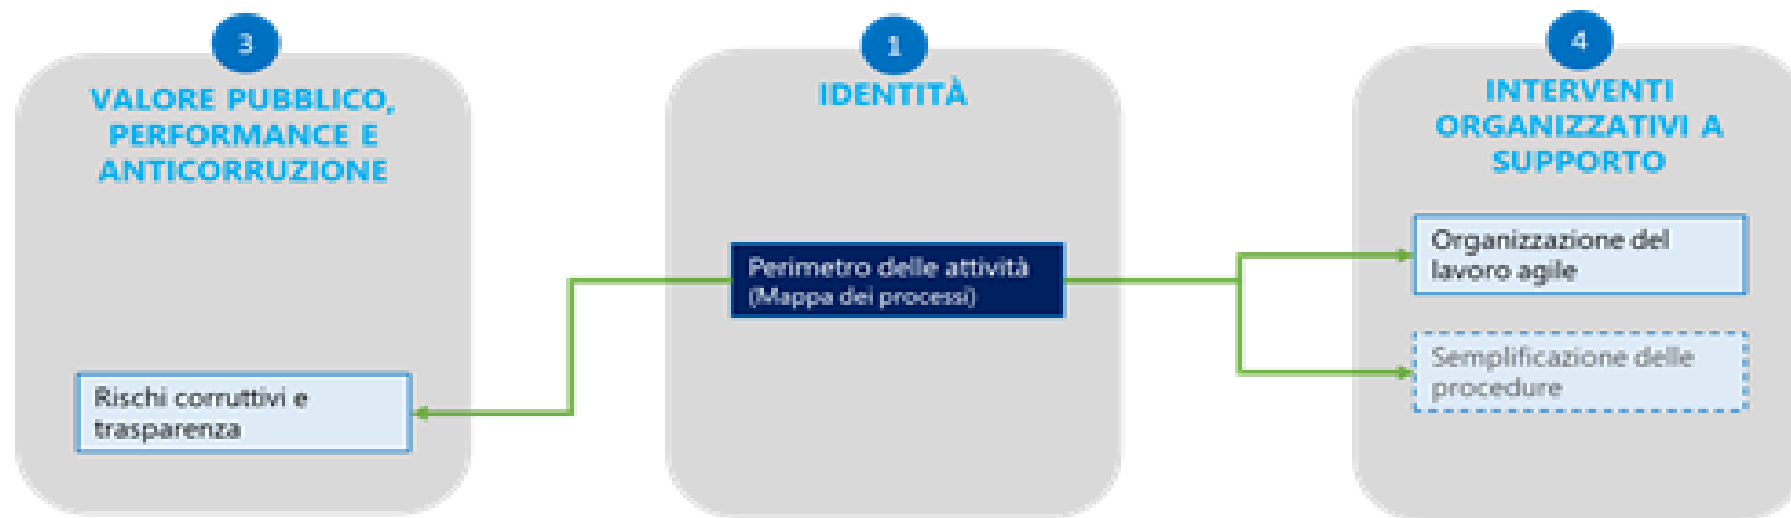 3
VALORE PUBBLICO,
PERFORMANCE E
ANTICORRUZIONE
Rischi corruttivi e
trasparenza
1
IDENTITÀ
Perimetro delle attività
(Mappa dei processi)
4
INTERVENTI
ORGANIZZATIVI A
SUPPORTO
Organizzazione del
lavoro agile
Semplificazione delle
procedure